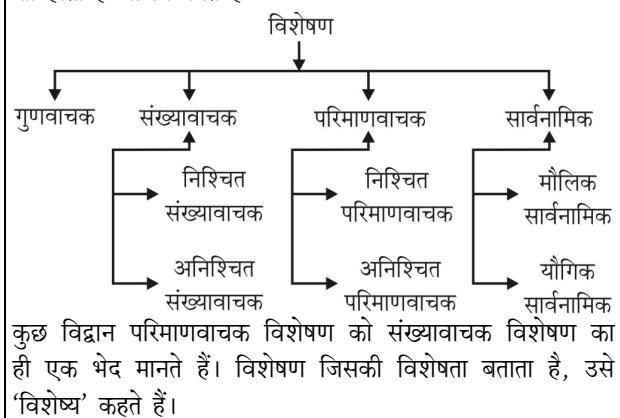 विशेषण
गुणवाचक संख्यावाचक परिमाणवाचक सार्वनामिक
निश्चित निश्चित मौलिक
संख्यावाचक परिमाणवाचक सार्वनामिक
अनिश्चित अनिश्चित यौगिक
संख्यावाचक परिमाणवाचक सार्वनामिक
कुछ विद्वान परिमाणवाचक विशेषण को संख्यावाचक विशेषण का
ही एक भेद मानते हैं। विशेषण जिसकी विशेषता बताता है, उसे
‘विशेष्य’ कहते हैं।